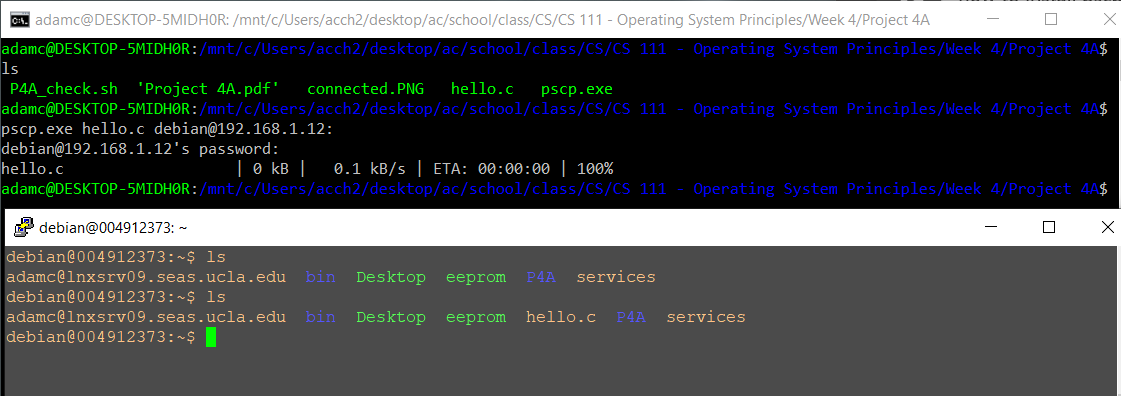 adamc@DESKTOP-5MIDH0R: /mnt/c/Users/acch2/desktop/ac/school/class/CS/CS 111 - Operating System Principles/Week 4/Project 4A
adamc@DESKTOP-5MIDH0R:/mnt/c/Users/acch2/desktop/ac/school/class/CS/CS 111 - Operating System Principles/Week 4/Project 4A$
ls
P4A_check.sh 'Project 4A.pdf' connected.PNG hello.c pscp.exe
adamc@DESKTOP-5MIDH0R:/mnt/c/Users/acch2/desktop/ac/school/class/CS/CS 111 - Operating System Principles/Week 4/Project 4A$
pscp.exe hello.c debian@192.168.1.12:
debian@192.168.1.12's password:
hello.c | 0 kB | 0.1 kB/s | ETA: 00:00:00 | 100%
adamc@DESKTOP-5MIDH0R:/mnt/c/Users/acch2/desktop/ac/school/class/CS/CS 111 - Operating System Principles/Week 4/Project 4A$
debian@004912373: ~
debian@004912373:~$ ls
adamc@lnxsrv09.seas.ucla.edu bin Desktop eeprom P4A services
debian@004912373:~$ ls
adamc@lnxsrv09.seas.ucla.edu bin Desktop eeprom hello.c P4A services
debian@004912373:~$